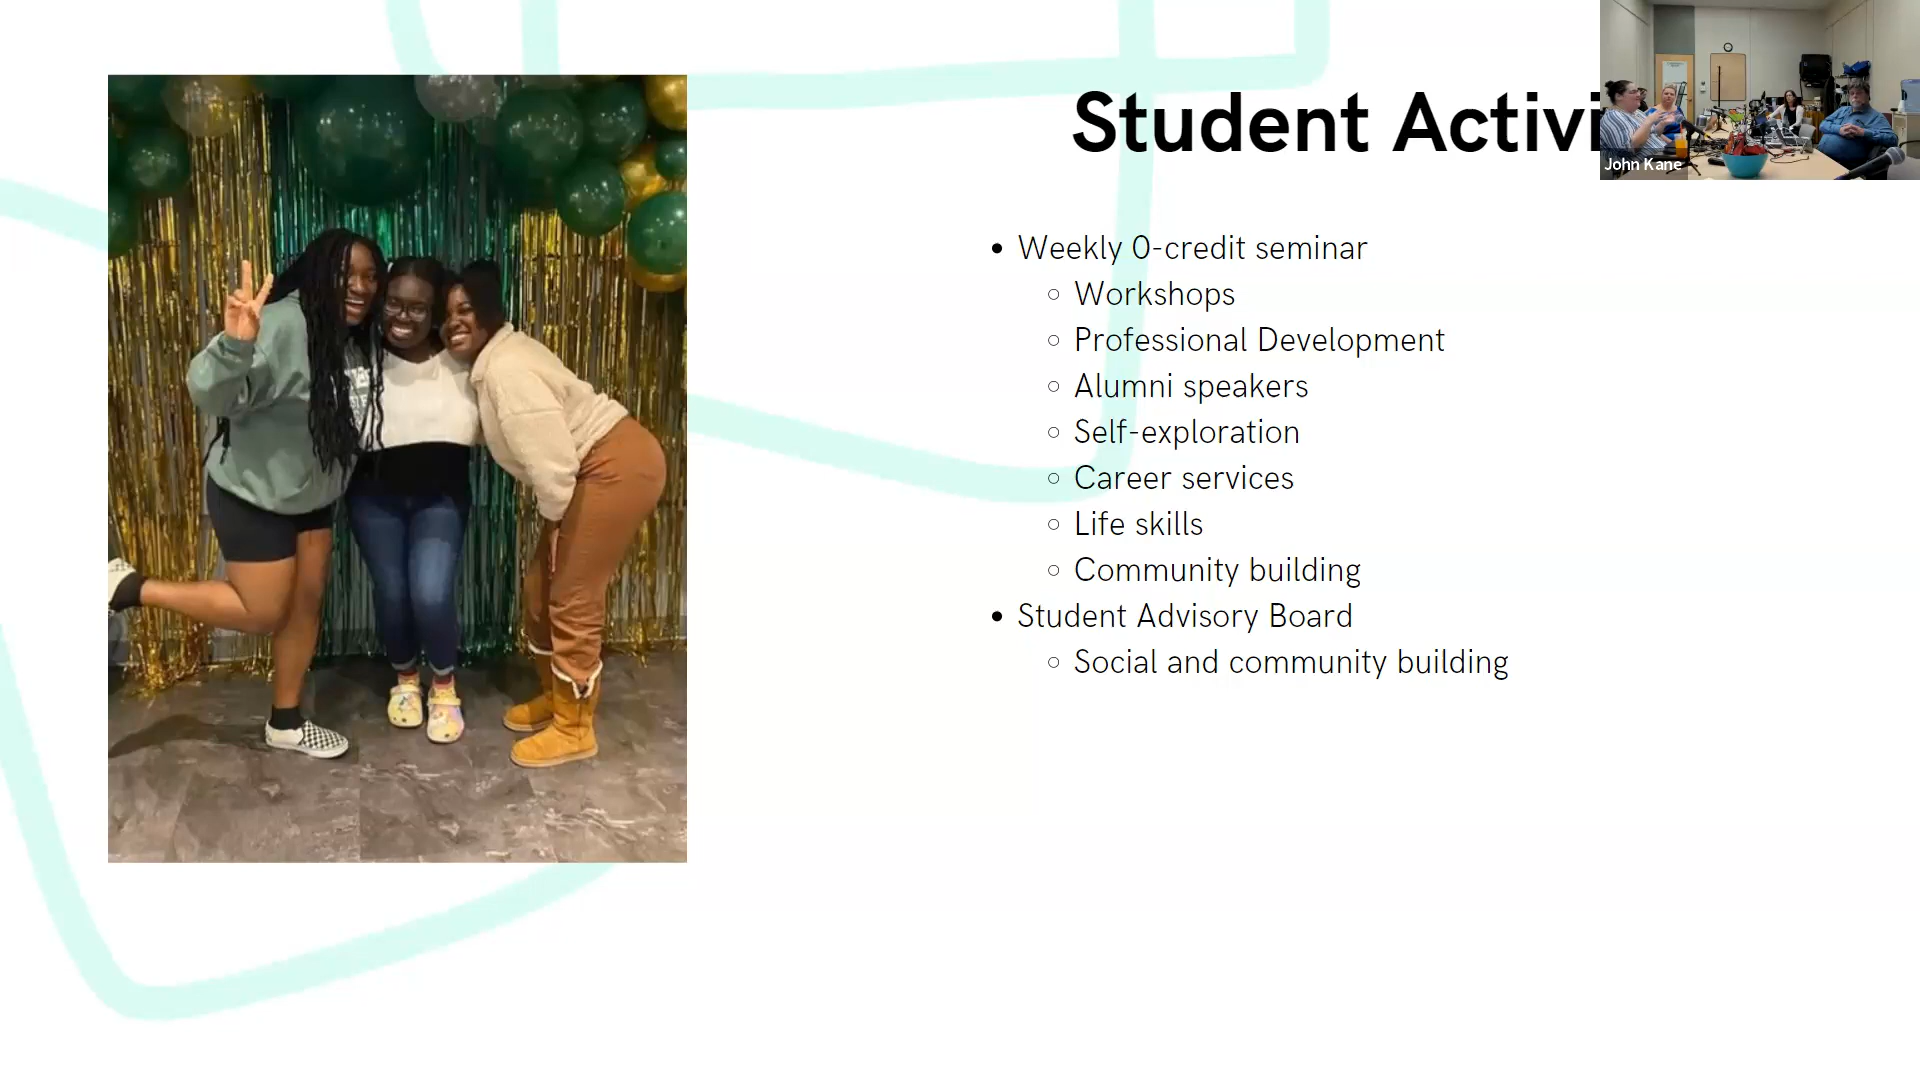 Student Activi
John Kane
Weekly 0-credit seminar
Workshops
Professional Development
Alumni speakers
Self-exploration
Career services
Life skills
Community building
Student Advisory Board
Social and community building